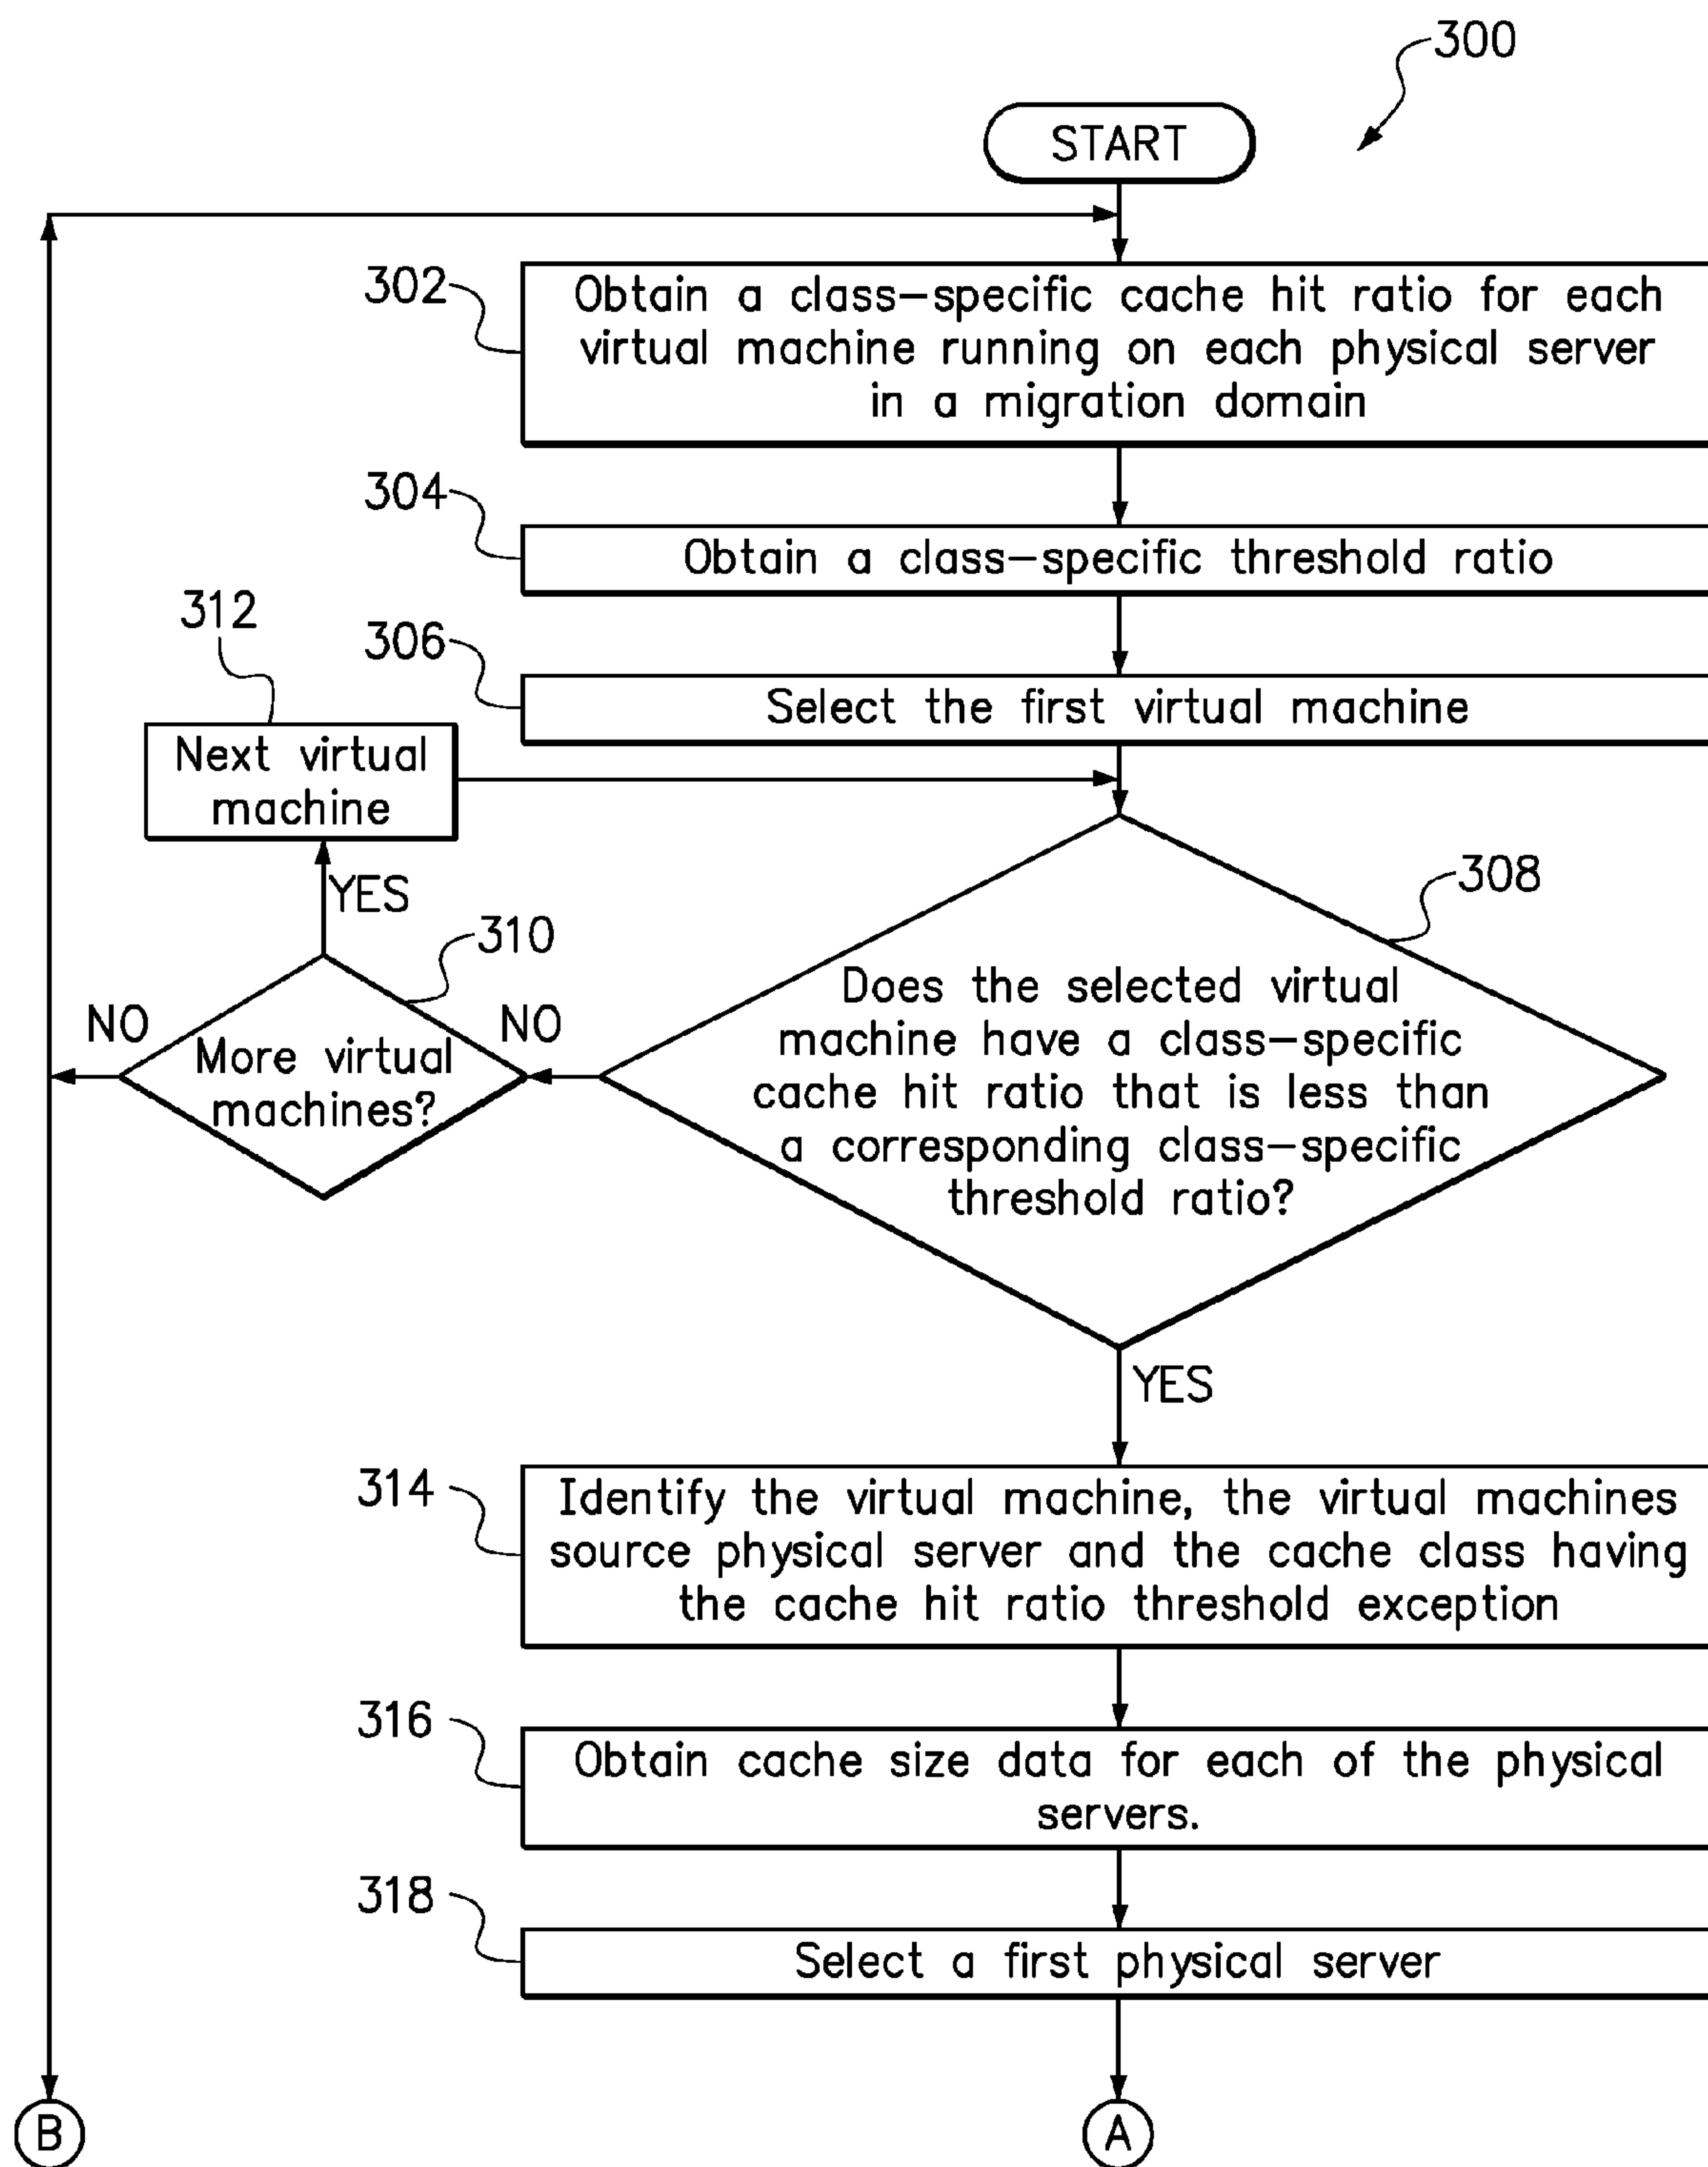 300
START
302
Obtain a class-specific cache hit ratio for each
virtual machine running on each physical server
in a migration domain
304
Obtain a class-specific threshold ratio
312
306
Select the first virtual machine
Next virtual
machine
YES
308
310
NO
More virtual
machines?
NO
Does the selected virtual
machine have a class-specific
cache hit ratio that is less than
a corresponding class-specific
threshold ratio?
YES
314
Identify the virtual machine, the virtual machines
source physical server and the cache class having
the cache hit ratio threshold exception
316
Obtain cache size data for each of the physical
servers.
318
Select a first physical server
B
A